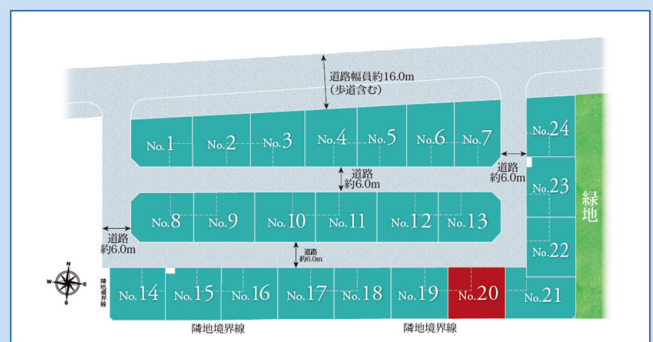 道路幅員約16.0m
（歩道含む）
No.1
No.2
No.3
No.4
No.5
No.6
No.7
No.24
道路
約6.0m
道路
約6.0m
No.23
緑地
No.8
No.9
No.10
No.11
No.12
No.13
道路
約6.0m
道路
約6.0m
No.22
N
W
E
S
隣地境界線
No.14
No.15
No.16
No.17
No.18
No.19
No.20
No.21
隣地境界線
隣地境界線